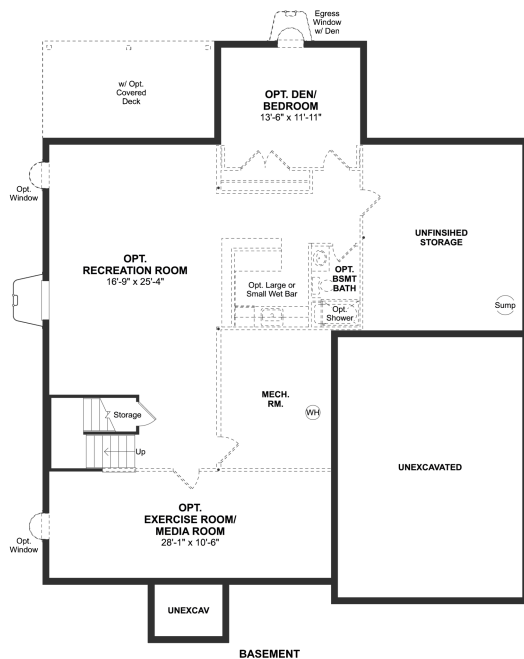 Egress
Window
w/ Den
w/ Opt.
Covered
Deck
OPT. DEN/
BEDROOM
13'-6" x 11'-11"
Opt.
Window
OPT.
RECREATION ROOM
16'-9" x 25'-4"
UNFINSIHED
STORAGE
OPT.
BSMT
BATH
Opt. Large or
Small Wet Bar
Opt.
Shower
Sump
MECH.
RM.
WH
Storage
Up
UNEXCAVATED
OPT.
EXERCISE ROOM/
MEDIA ROOM
28'-1" x 10'-6"
Opt.
Window
UNEXCAV
BASEMENT